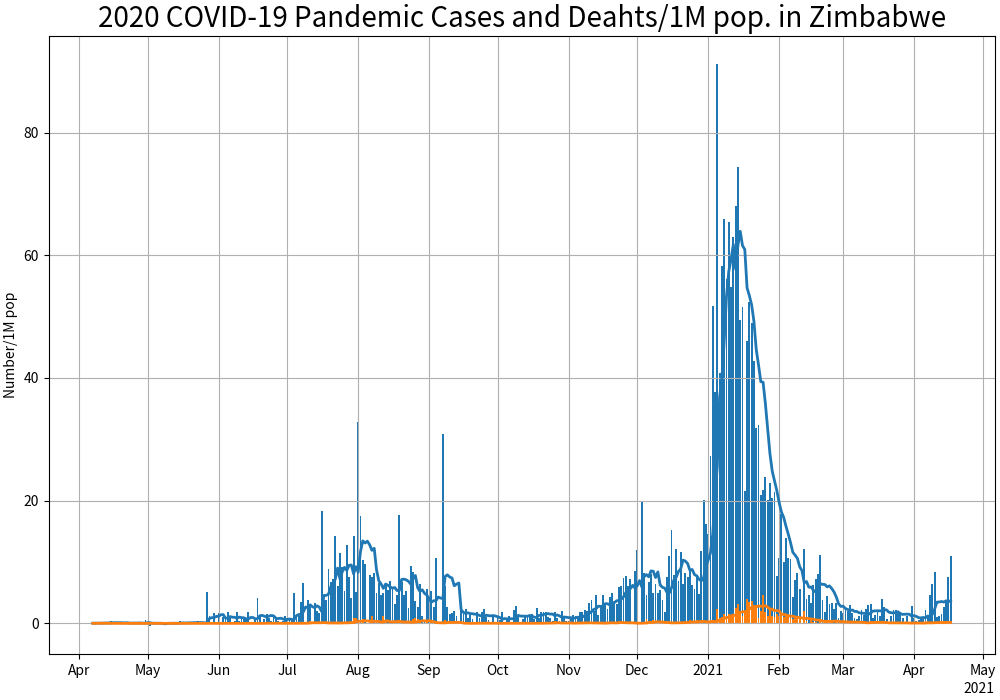 2020 COVID-19 Pandemic Cases and Deahts/1M pop. in Zimbabwe
Number/1M pop
80
60
40
20
0
Apr May Jun Jul Aug Sep Oct Nov Dec 2021 Feb Mar Apr May
2021